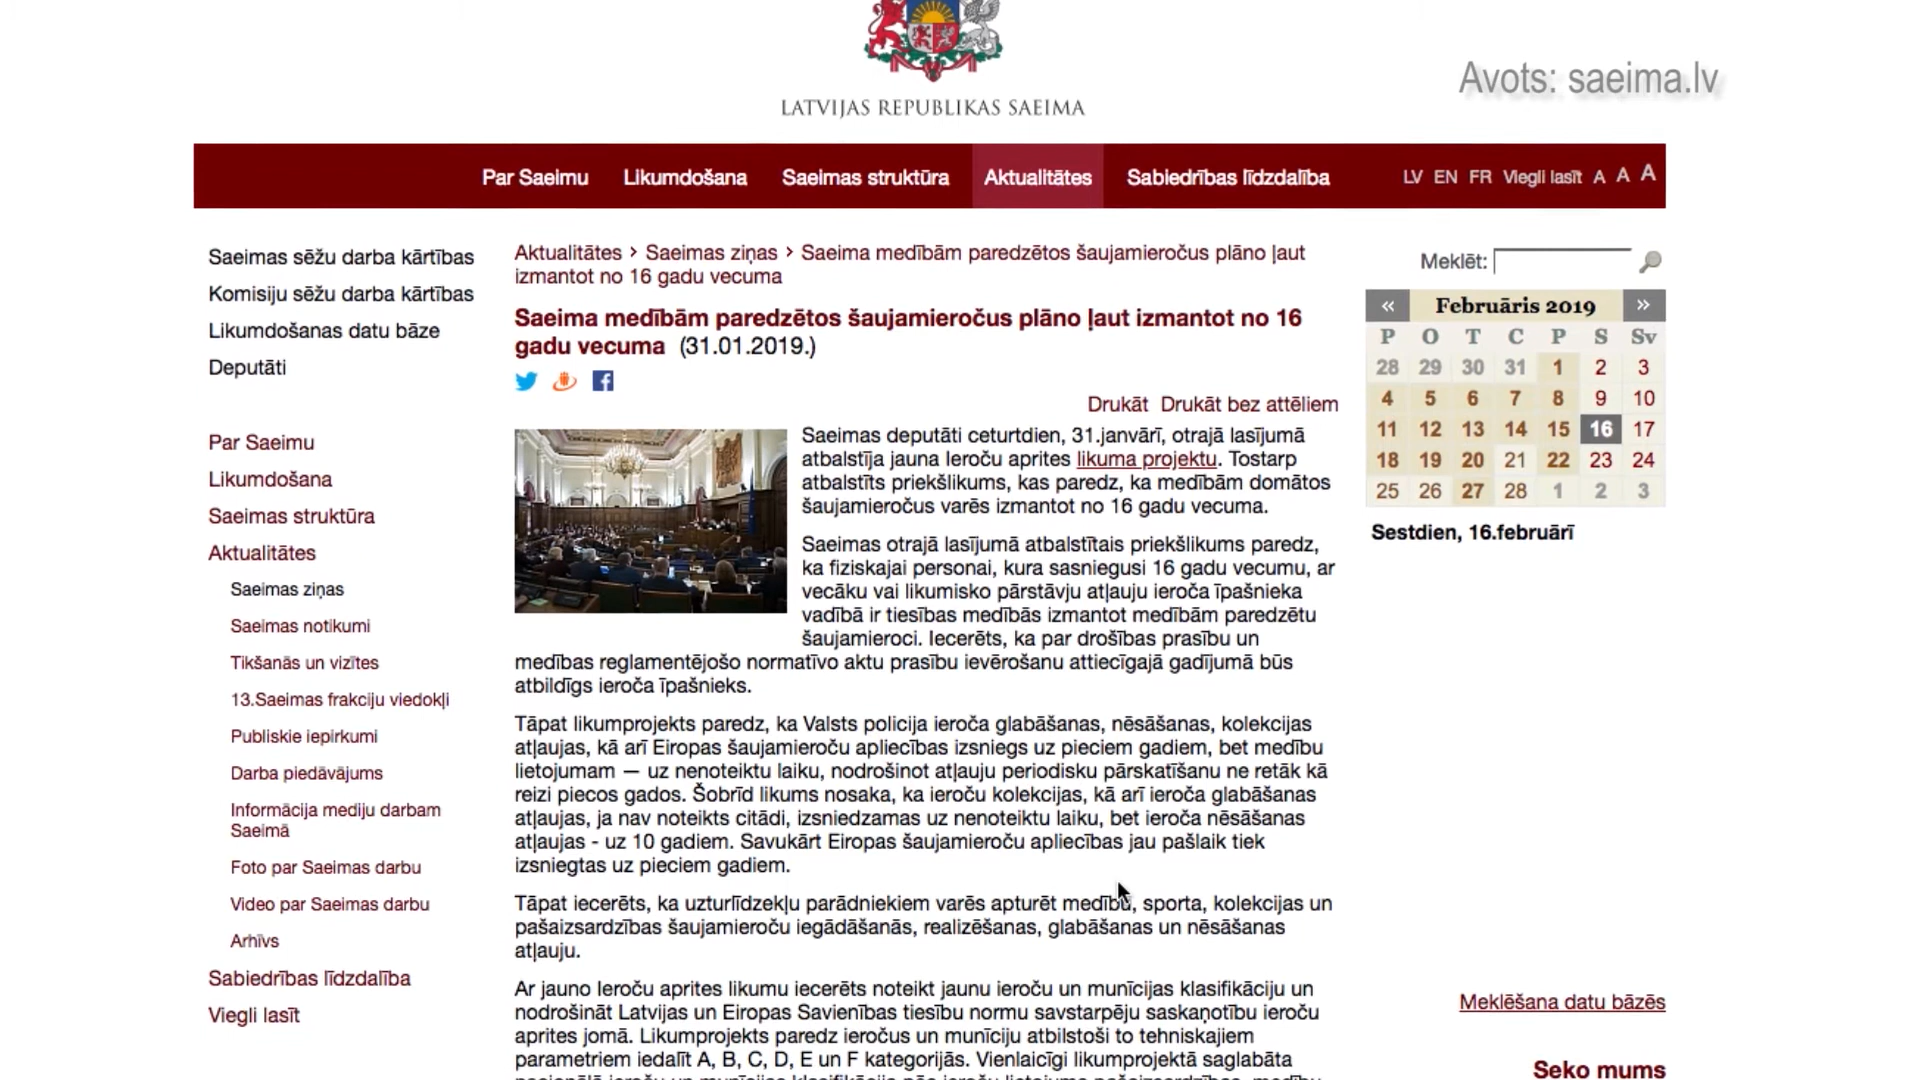 Avots: saeima.lv
LATVIJAS REPUBLIKAS SAEIMA
Par Saeimu Likumdošana Saeimas struktūra Aktualitātes Sabiedrības līdzdalība LV EN FR Viegli lasīt A A A
Saeimas sēžu darba kārtības
Komisiju sēžu darba kārtības
Likumdošanas datu bāze
Deputāti
Par Saeimu
Likumdošana
Saeimas struktūra
Aktualitātes
Saeimas ziņas
Saeimas notikumi
Tikšanās un vizītes
13.Saeimas frakciju viedokļi
Publiskie iepirkumi
Darba piedāvājums
Informācija mediju darbam
Saeimā
Foto par Saeimas darbu
Video par Saeimas darbu
Arhīvs
Sabiedrības līdzdalība
Viegli lasīt
Aktualitātes › Saeimas ziņas › Saeima medībām paredzētos šaujamieročus plāno ļaut
izmantot no 16 gadu vecuma
Saeima medībām paredzētos šaujamieročus plāno ļaut izmantot no 16
gadu vecuma (31.01.2019.)
Drukāt Drukāt bez attēliem
Saeimas deputāti ceturtdien, 31.janvārī, otrajā lasījumā
atbalstīja jauna Ieroču aprites likuma projektu. Tostarp
atbalstīts priekšlikums, kas paredz, ka medībām domātos
šaujamieročus varēs izmantot no 16 gadu vecuma.
Saeimas otrajā lasījumā atbalstītais priekšlikums paredz,
ka fiziskajai personai, kura sasniegusi 16 gadu vecumu, ar
vecāku vai likumisko pārstāvju atļauju ieroča īpašnieka
vadībā ir tiesības medībās izmantot medībām paredzētu
šaujamieroci. Iecerēts, ka par drošības prasību un
medības reglamentējošo normatīvo aktu prasību ievērošanu attiecīgajā gadījumā būs
atbildīgs ieroča īpašnieks.
Tāpat likumprojekts paredz, ka Valsts policija ieroča glabāšanas, nēsāšanas, kolekcijas
atļaujas, kā arī Eiropas šaujamieroču apliecības izsniegs uz pieciem gadiem, bet medību
lietojumam — uz nenoteiktu laiku, nodrošinot atļauju periodisku pārskatīšanu ne retāk kā
reizi piecos gados. Šobrīd likums nosaka, ka ieroču kolekcijas, kā arī ieroča glabāšanas
atļaujas, ja nav noteikts citādi, izsniedzamas uz nenoteiktu laiku, bet ieroča nēsāšanas
atļaujas - uz 10 gadiem. Savukārt Eiropas šaujamieroču apliecības jau pašlaik tiek
izsniegtas uz pieciem gadiem.
Tāpat iecerēts, ka uzturlīdzekļu parādniekiem varēs apturēt medību, sporta, kolekcijas un
pašaizsardzības šaujamieroču iegādāšanās, realizēšanas, glabāšanas un nēsāšanas
atļauju.
Ar jauno Ieroču aprites likumu iecerēts noteikt jaunu ieroču un munīcijas klasifikāciju un
nodrošināt Latvijas un Eiropas Savienības tiesību normu savstarpēju saskaņotību ieroču
aprites jomā. Likumprojekts paredz ieročus un munīciju atbilstoši to tehniskajiem
parametriem iedalīt A, B, C, D, E un F kategorijās. Vienlaicīgi likumprojektā saglabāta
Meklēt:
« Februāris 2019 »
P O T C P S Sv
28 29 30 31 1 2 3
4 5 6 7 8 9 10
11 12 13 14 15 16 17
18 19 20 21 22 23 24
25 26 27 28 1 2 3
Sestdien, 16.februārī
Meklēšana datu bāzēs
Seko mums